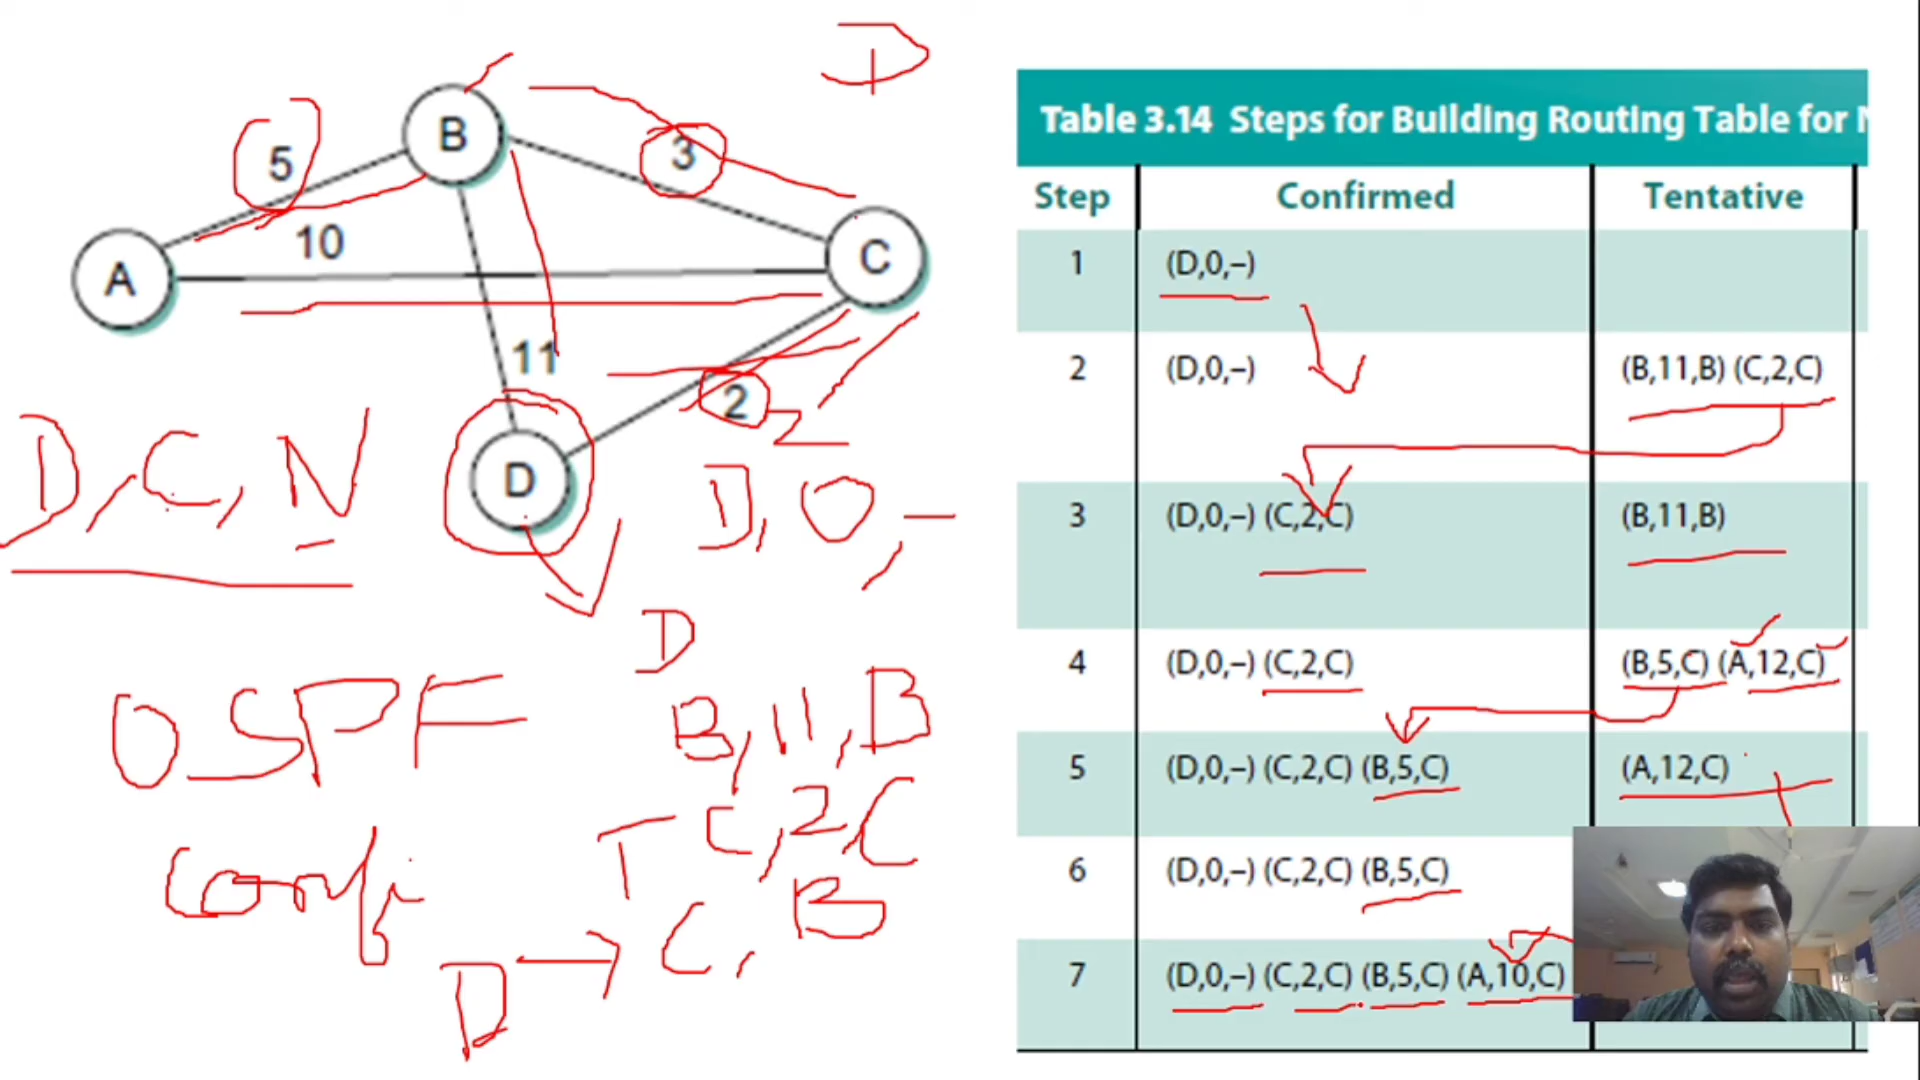 D
B
5
3
10
A
C
11
2
2
D
D, C, N
D, 0, –
D
OSPF
B, 11, B
T C, 2, C
Confi
B
D → C,
Table 3.14 Steps for Building Routing Table for
Step Confirmed Tentative
1 (D,0,–)
2 (D,0,–) (B,11,B) (C,2,C)
3 (D,0,–) (C,2,C) (B,11,B)
4 (D,0,–) (C,2,C) (B,5,C) (A,12,C)
5 (D,0,–) (C,2,C) (B,5,C) (A,12,C)
6 (D,0,–) (C,2,C) (B,5,C)
7 (D,0,–) (C,2,C) (B,5,C) (A,10,C)